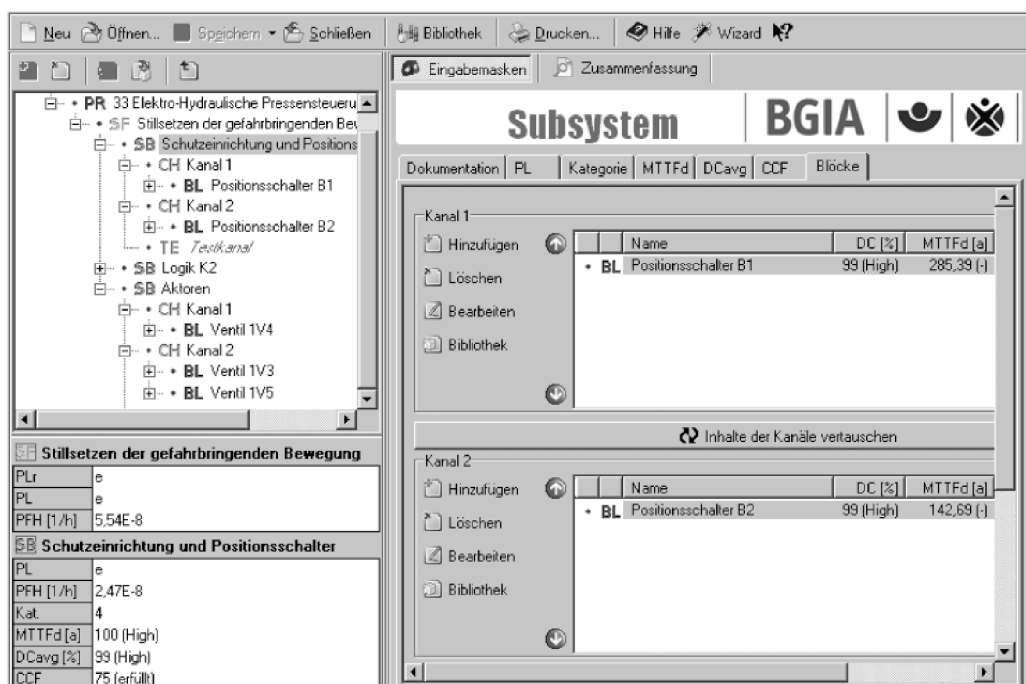 Neu Öffnen... Speichern Schließen Bibliothek Drucken... Hilfe Wizard
Eingabemasken Zusammenfassung
PR 33 Elektro-Hydraulische Pressensteueru
SF Stillsetzen der gefahrbringenden Bew
SB Schutzeinrichtung und Positions
CH Kanal 1
BL Positionsschalter B1
CH Kanal 2
BL Positionsschalter B2
TE Testkanal
SB Logik K2
SB Aktoren
CH Kanal 1
BL Ventil 1V4
CH Kanal 2
BL Ventil 1V3
BL Ventil 1V5
SF Stillsetzen der gefahrbringenden Bewegung
PLr e
PL e
PFH [1/h] 5,54E-8
SB Schutzeinrichtung und Positionsschalter
PL e
PFH [1/h] 2,47E-8
Kat. 4
MTTFd [a] 100 (High)
DCavg [%] 99 (High)
CCF 75 (erfüllt)
Subsystem BGIA
Dokumentation PL Kategorie MTTFd DCavg CCF Blöcke
Kanal 1
Hinzufügen
Löschen
Bearbeiten
Bibliothek
Name DC [%] MTTFd [a]
BL Positionsschalter B1 99 (High) 285,39 (-)
Inhalte der Kanäle vertauschen
Kanal 2
Hinzufügen
Löschen
Bearbeiten
Bibliothek
Name DC [%] MTTFd [a]
BL Positionsschalter B2 99 (High) 142,69 (-)